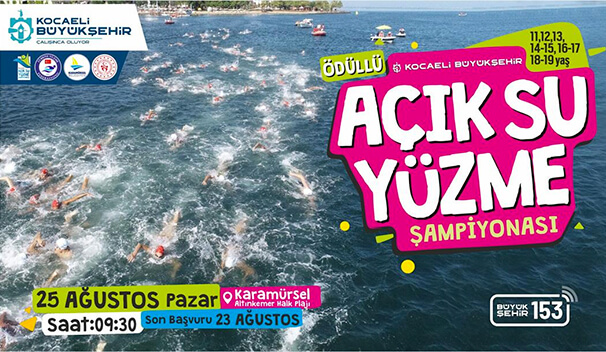 KOCAELİ
BÜYÜKŞEHİR
ÇALIŞINCA OLUYOR
11,12,13,
14-15,16-17
18-19 yaş
ÖDÜLLÜ
KOCAELİ BÜYÜKŞEHİR
AÇIK SU
YÜZME
ŞAMPİYONASI
25 AĞUSTOS Pazar
Karamürsel
Altınkemer Halk Plajı
Saat:09:30
Son Başvuru 23 AĞUSTOS
BÜYÜK
ŞEHİR
153